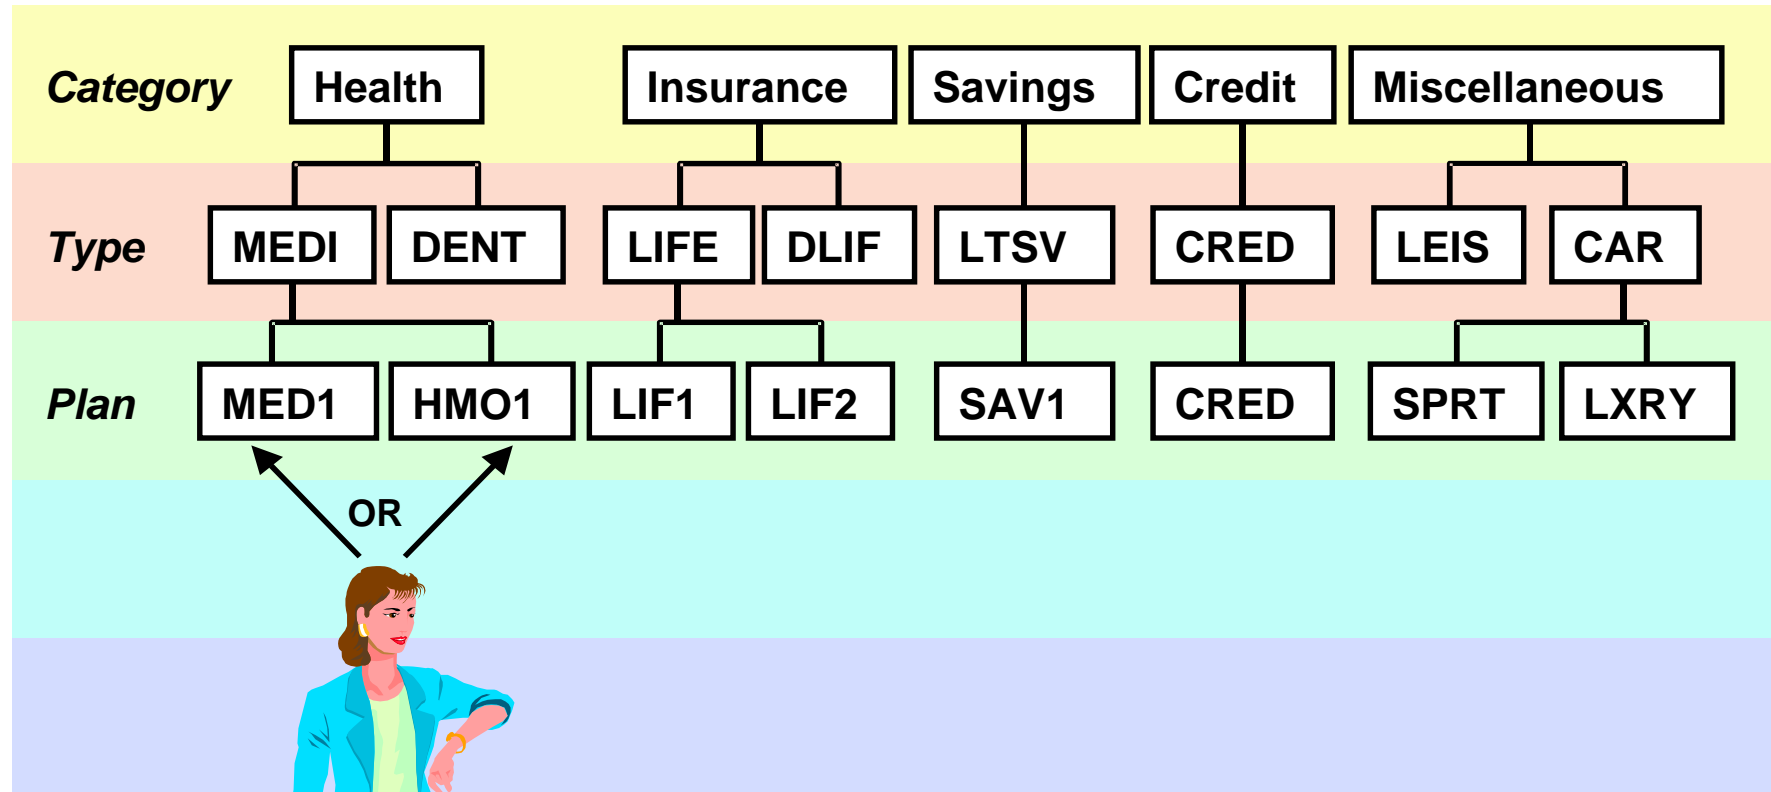 Category Health Insurance Savings Credit Miscellaneous
Type MEDI DENT LIFE DLIF LTSV CRED LEIS CAR
Plan MED1 HMO1 LIF1 LIF2 SAV1 CRED SPRT LXRY
OR